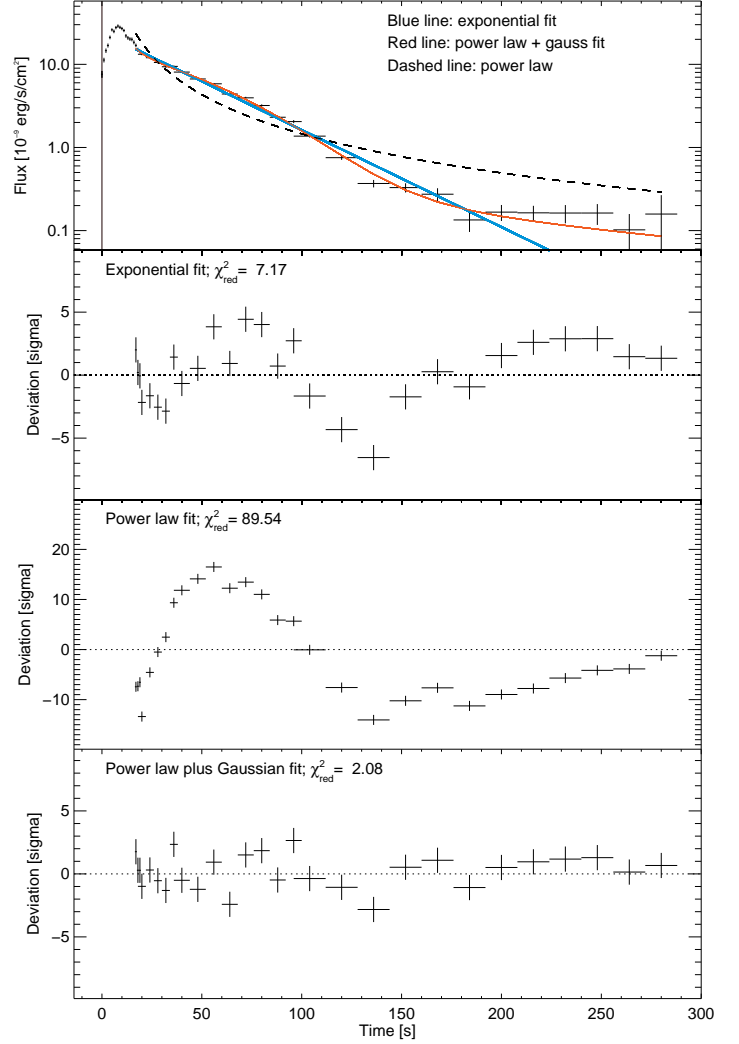 Blue line: exponential fit
Red line: power law + gauss fit
Dashed line: power law
10.0
1.0
0.1
Flux [10⁻⁹ erg/s/cm²]
Exponential fit; χ²red= 7.17
5
0
−5
Deviation [sigma]
Power law fit; χ²red= 89.54
20
10
0
−10
Deviation [sigma]
Power law plus Gaussian fit; χ²red= 2.08
5
0
−5
Deviation [sigma]
0 50 100 150 200 250 300
Time [s]